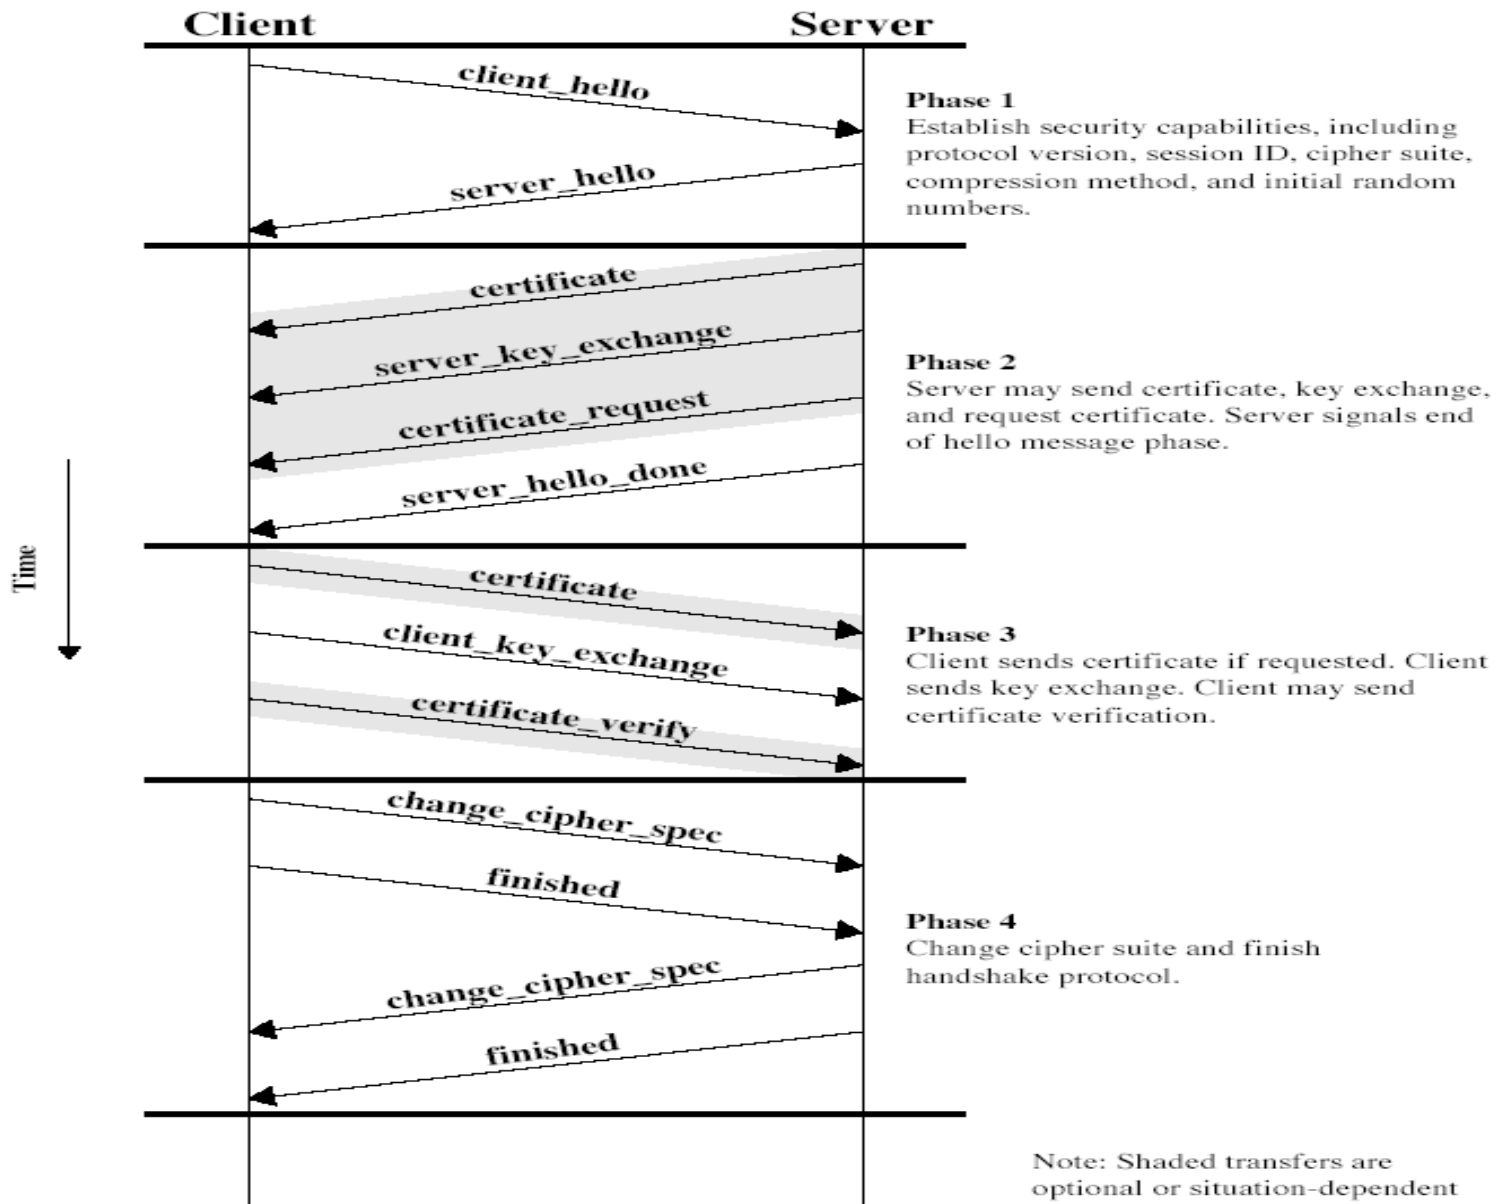 Client
Server
client_hello
server_hello
Phase 1
Establish security capabilities, including
protocol version, session ID, cipher suite,
compression method, and initial random
numbers.
certificate
server_key_exchange
certificate_request
server_hello_done
Phase 2
Server may send certificate, key exchange,
and request certificate. Server signals end
of hello message phase.
Time
certificate
client_key_exchange
certificate_verify
Phase 3
Client sends certificate if requested. Client
sends key exchange. Client may send
certificate verification.
change_cipher_spec
finished
change_cipher_spec
finished
Phase 4
Change cipher suite and finish
handshake protocol.
Note: Shaded transfers are
optional or situation-dependent